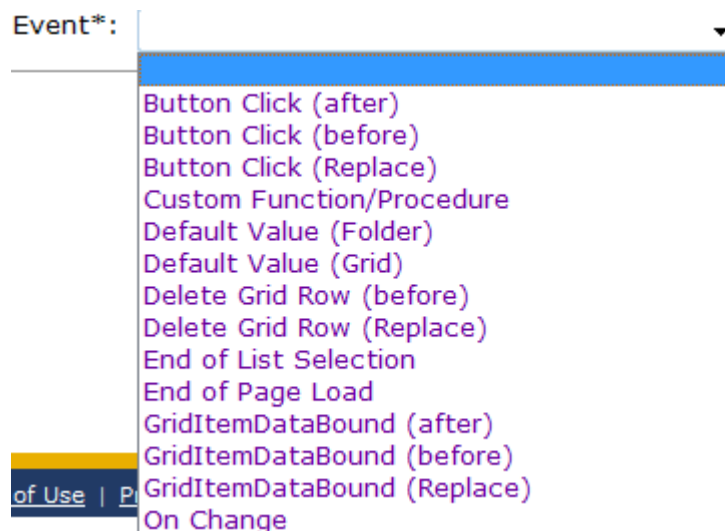 Event*:
Button Click (after)
Button Click (before)
Button Click (Replace)
Custom Function/Procedure
Default Value (Folder)
Default Value (Grid)
Delete Grid Row (before)
Delete Grid Row (Replace)
End of List Selection
End of Page Load
GridItemDataBound (after)
GridItemDataBound (before)
of Use | P
GridItemDataBound (Replace)
On Change